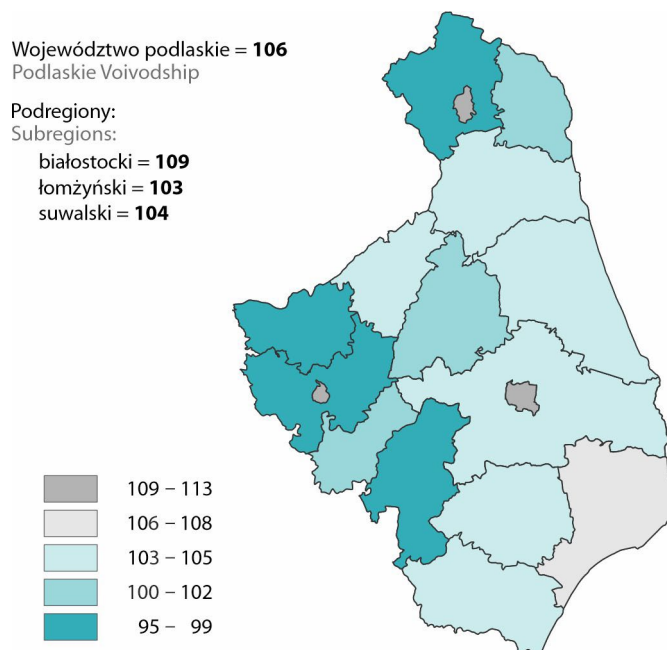 Województwo podlaskie = 106
Podlaskie Voivodship
Podregiony:
Subregions:
białostocki = 109
łomżyński = 103
suwalski = 104
109 – 113
106 – 108
103 – 105
100 – 102
95 – 99